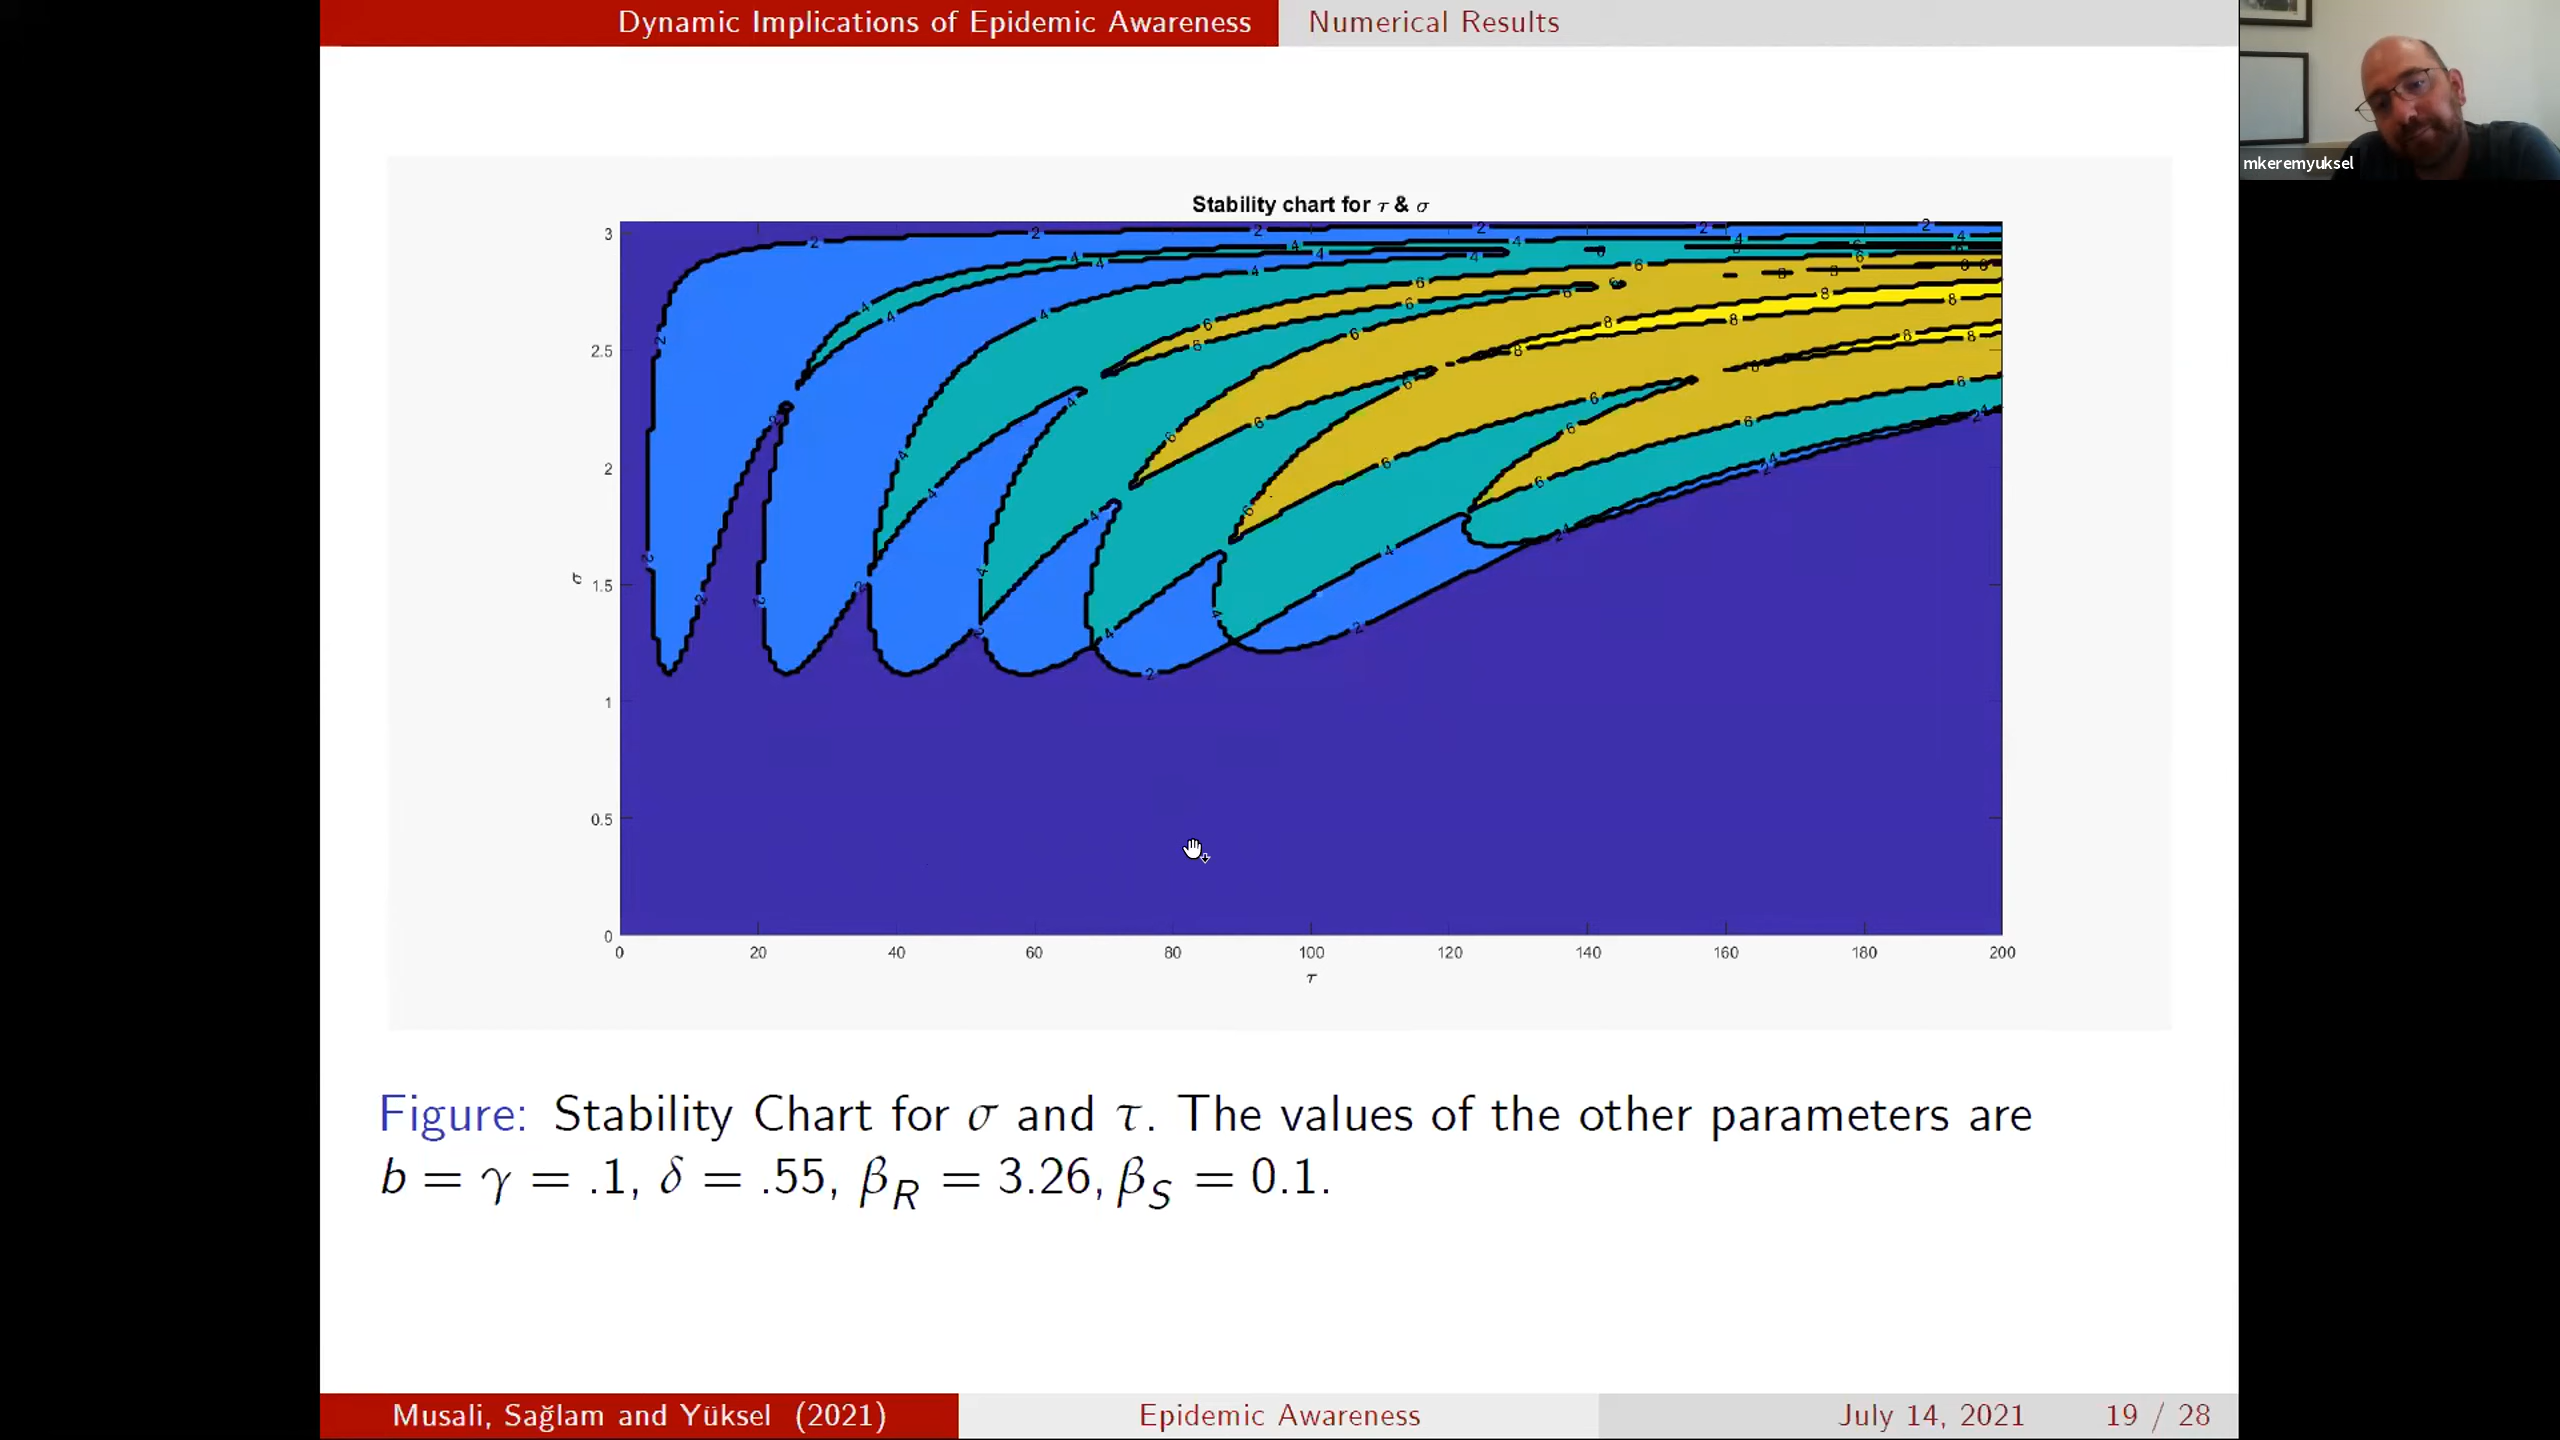 Dynamic Implications of Epidemic Awareness Numerical Results
mkeremyuksel
Stability chart for τ & σ
3
2.5
2
1.5
1
0.5
0
σ
0 20 40 60 80 100 120 140 160 180 200
τ
Figure: Stability Chart for σ and τ. The values of the other parameters are
b = γ = .1, δ = .55, β_R = 3.26, β_S = 0.1.
Musali, Sağlam and Yüksel (2021) Epidemic Awareness July 14, 2021 19 / 28